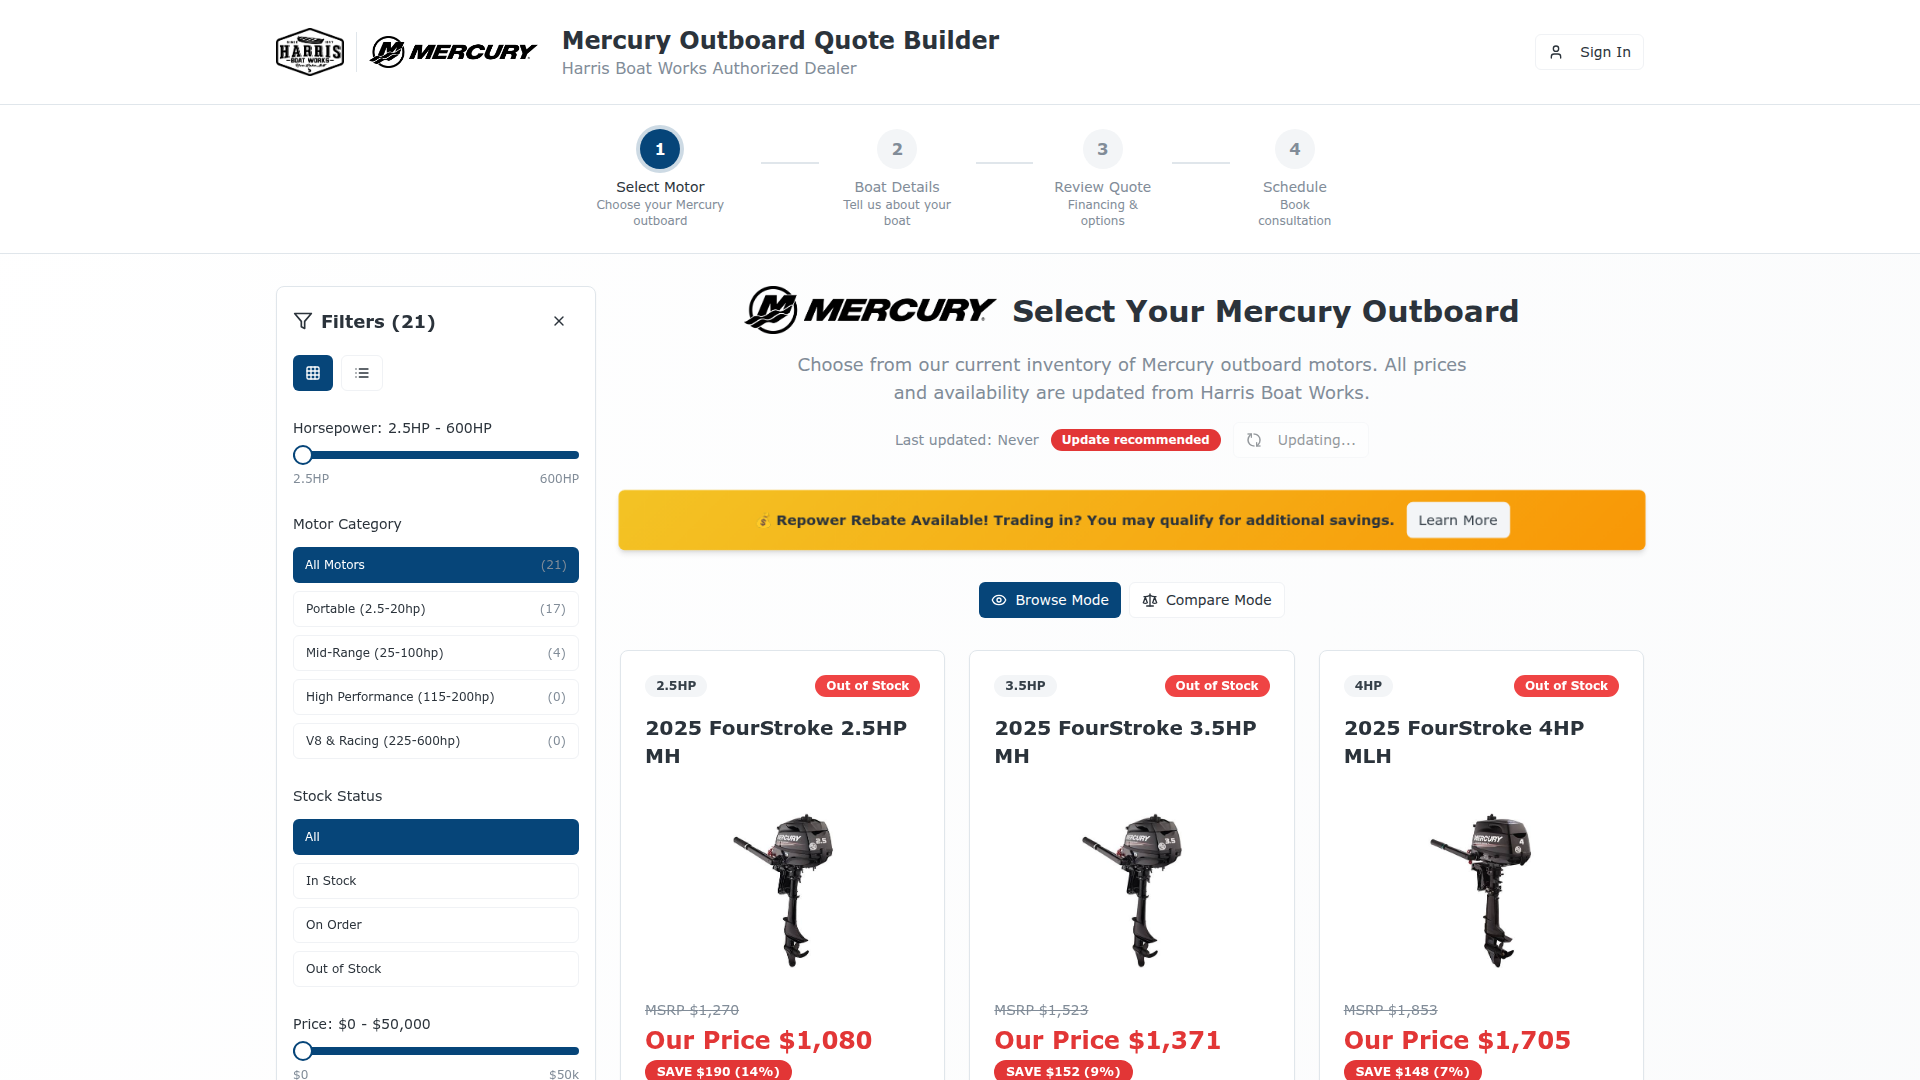 HARRIS
BOAT WORKS
MERCURY
Mercury Outboard Quote Builder
Harris Boat Works Authorized Dealer
Sign In
1
Select Motor
Choose your Mercury
outboard
2
Boat Details
Tell us about your
boat
3
Review Quote
Financing &
options
4
Schedule
Book
consultation
Filters (21)
Horsepower: 2.5HP - 600HP
2.5HP
600HP
Motor Category
All Motors (21)
Portable (2.5-20hp) (17)
Mid-Range (25-100hp) (4)
High Performance (115-200hp) (0)
V8 & Racing (225-600hp) (0)
Stock Status
All
In Stock
On Order
Out of Stock
Price: $0 - $50,000
$0
$50k
MERCURY
Select Your Mercury Outboard
Choose from our current inventory of Mercury outboard motors. All prices
and availability are updated from Harris Boat Works.
Last updated: Never
Update recommended
Updating...
Repower Rebate Available! Trading in? You may qualify for additional savings.
Learn More
Browse Mode
Compare Mode
2.5HP
Out of Stock
2025 FourStroke 2.5HP
MH
MERCURY
2.5
MSRP $1,270
Our Price $1,080
SAVE $190 (14%)
3.5HP
Out of Stock
2025 FourStroke 3.5HP
MH
MERCURY
3.5
MSRP $1,523
Our Price $1,371
SAVE $152 (9%)
4HP
Out of Stock
2025 FourStroke 4HP
MLH
MERCURY
4
MSRP $1,853
Our Price $1,705
SAVE $148 (7%)